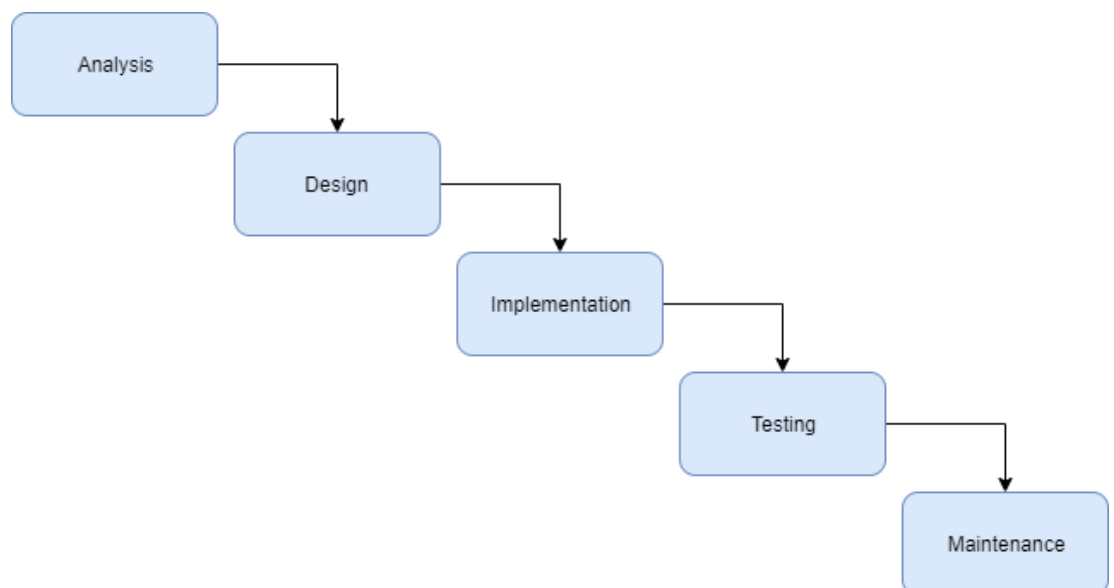 Analysis
Design
Implementation
Testing
Maintenance